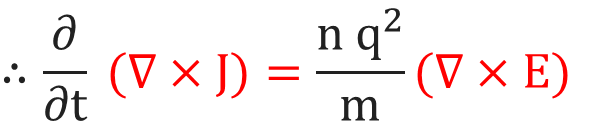 ∴ ∂/∂t (∇ × J) = n q²/m (∇ × E)